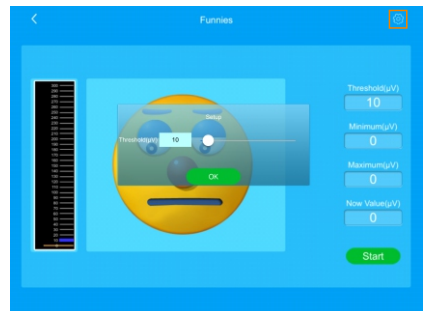 Funnies
Threshold(μV)
10
Setup
Threshold(μV)
10
OK
Minimum(μV)
0
Maximum(μV)
0
Now Value(μV)
0
Start